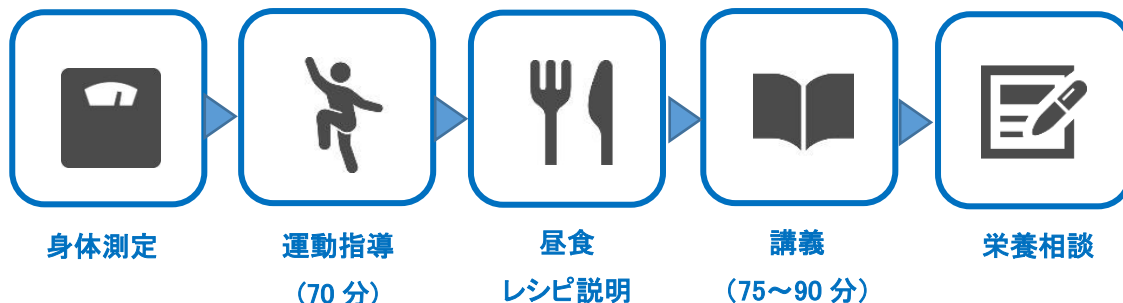 身体測定
運動指導
(70 分)
昼食
レシピ説明
講義
(75～90 分)
栄養相談